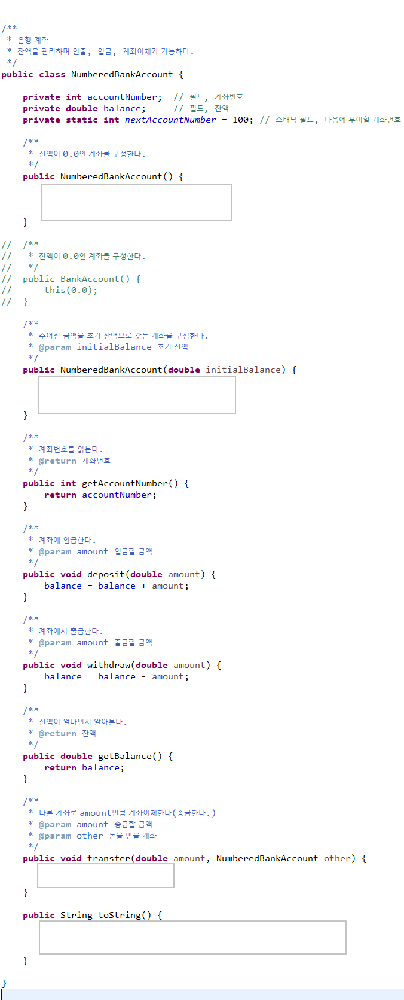 /**
 * 은행 계좌
 * 잔액을 관리하며 인출, 입금, 계좌이체가 가능하다.
 */
public class NumberedBankAccount {
    private int accountNumber;  // 필드, 계좌번호
    private double balance;     // 필드, 잔액
    private static int nextAccountNumber = 100; // 스태틱 필드, 다음에 부여할 계좌번호
    /**
     * 잔액이 0.0인 계좌를 구성한다.
     */
    public NumberedBankAccount() {
    }
//  /**
//   * 잔액이 0.0인 계좌를 구성한다.
//   */
//  public BankAccount() {
//      this(0.0);
//  }
    /**
     * 주어진 금액을 초기 잔액으로 갖는 계좌를 구성한다.
     * @param initialBalance 초기 잔액
     */
    public NumberedBankAccount(double initialBalance) {
    }
    /**
     * 계좌번호를 읽는다.
     * @return 계좌번호
     */
    public int getAccountNumber() {
        return accountNumber;
    }
    /**
     * 계좌에 입금한다.
     * @param amount 입금할 금액
     */
    public void deposit(double amount) {
        balance = balance + amount;
    }
    /**
     * 계좌에서 출금한다.
     * @param amount 출금할 금액
     */
    public void withdraw(double amount) {
        balance = balance - amount;
    }
    /**
     * 잔액이 얼마인지 알아본다.
     * @return 잔액
     */
    public double getBalance() {
        return balance;
    }
    /**
     * 다른 계좌로 amount만큼 계좌이체한다(송금한다.)
     * @param amount 송금할 금액
     * @param other 돈을 받을 계좌
     */
    public void transfer(double amount, NumberedBankAccount other) {
    }
    public String toString() {
    }
}